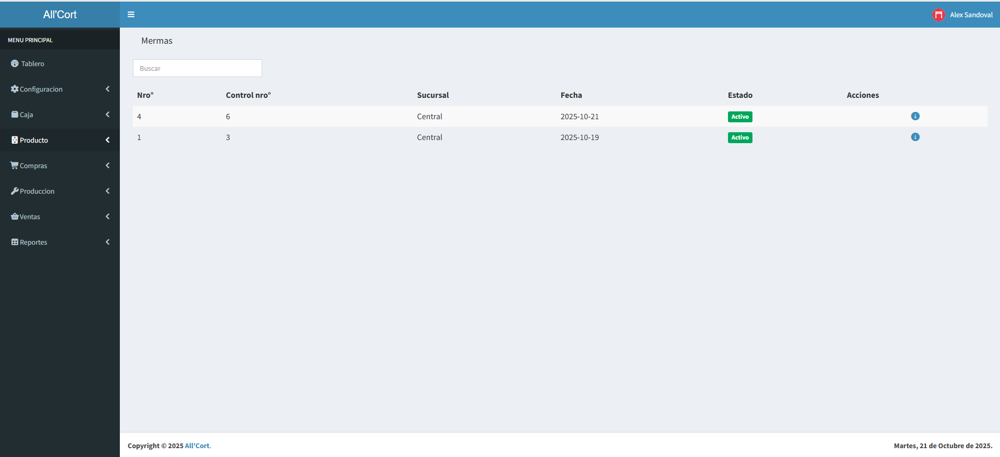 All'Cort
Alex Sandoval
MENU PRINCIPAL
Tablero
Configuracion
Caja
Producto
Compras
Produccion
Ventas
Reportes
Mermas
Buscar
Nro° Control nro° Sucursal Fecha Estado Acciones
4 6 Central 2025-10-21 Activo
1 3 Central 2025-10-19 Activo
Copyright © 2025 All'Cort. Martes, 21 de Octubre de 2025.